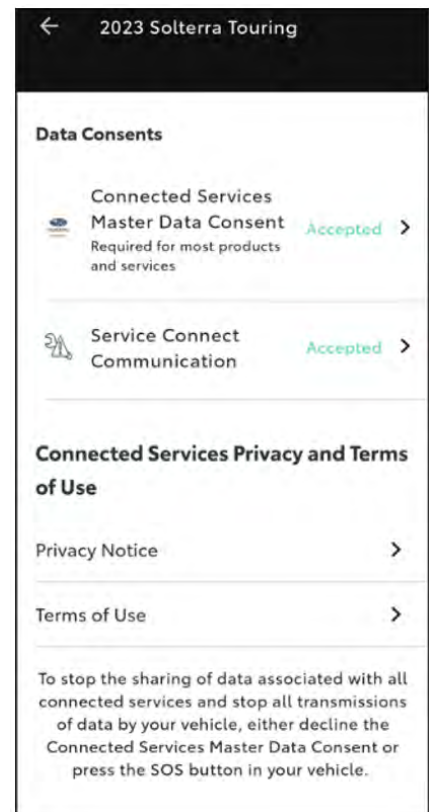 2023 Solterra Touring
Data Consents
Connected Services
Master Data Consent
Required for most products
and services
Accepted
Service Connect
Communication
Accepted
Connected Services Privacy and Terms
of Use
Privacy Notice
Terms of Use
To stop the sharing of data associated with all
connected services and stop all transmissions
of data by your vehicle, either decline the
Connected Services Master Data Consent or
press the SOS button in your vehicle.